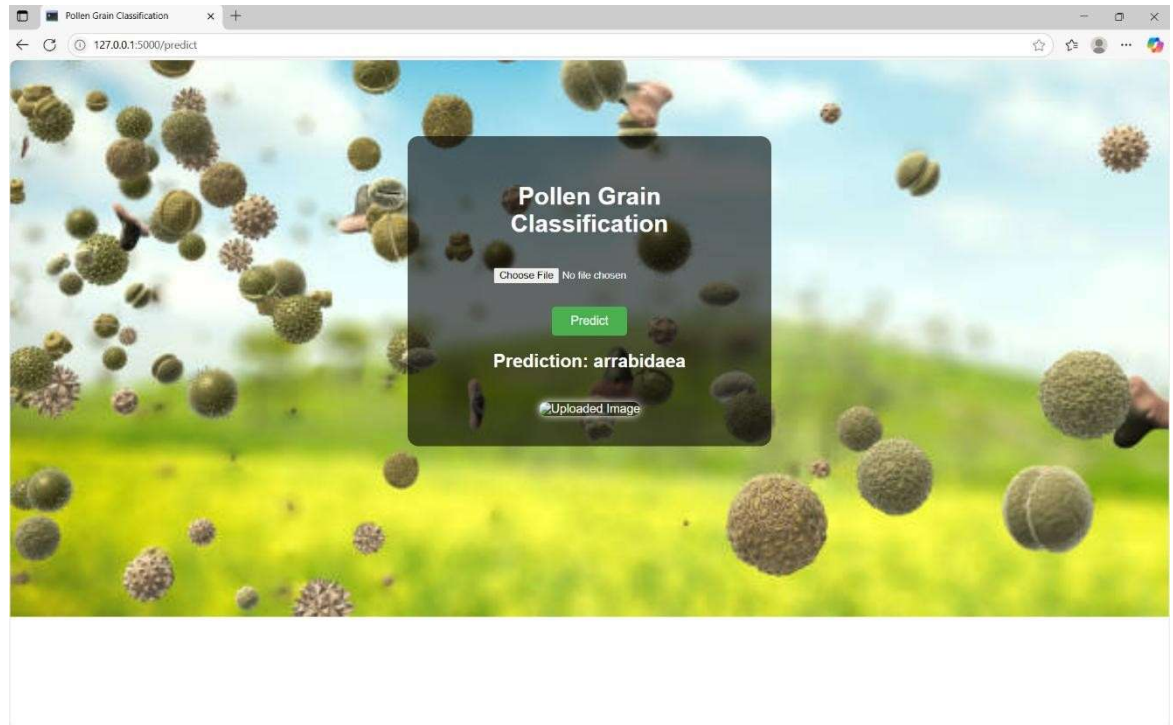 Pollen Grain Classification
127.0.0.1:5000/predict
Pollen Grain
Classification
Choose File No file chosen
Predict
Prediction: arrabidaea
Uploaded Image